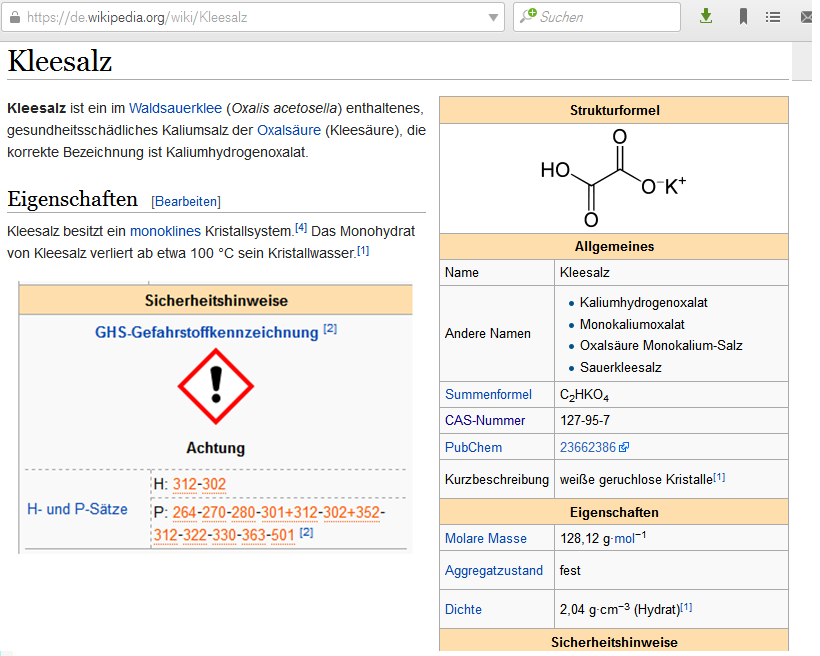 https://de.wikipedia.org/wiki/Kleesalz
Suchen
Kleesalz
Kleesalz ist ein im Waldsauerklee (Oxalis acetosella) enthaltenes,
gesundheitsschädliches Kaliumsalz der Oxalsäure (Kleesäure), die
korrekte Bezeichnung ist Kaliumhydrogenoxalat.
Eigenschaften [Bearbeiten]
Kleesalz besitzt ein monoklines Kristallsystem.[4] Das Monohydrat
von Kleesalz verliert ab etwa 100 °C sein Kristallwasser.[1]
Sicherheitshinweise
GHS-Gefahrstoffkennzeichnung [2]
!
Achtung
H- und P-Sätze
H: 312-302
P: 264-270-280-301+312-302+352-
312-322-330-363-501 [2]
Strukturformel
O
HO
O⁻K⁺
O
Allgemeines
Name Kleesalz
Andere Namen
• Kaliumhydrogenoxalat
• Monokaliumoxalat
• Oxalsäure Monokalium-Salz
• Sauerkleesalz
Summenformel C₂HKO₄
CAS-Nummer 127-95-7
PubChem 23662386
Kurzbeschreibung weiße geruchlose Kristalle[1]
Eigenschaften
Molare Masse 128,12 g·mol⁻¹
Aggregatzustand fest
Dichte 2,04 g·cm⁻³ (Hydrat)[1]
Sicherheitshinweise